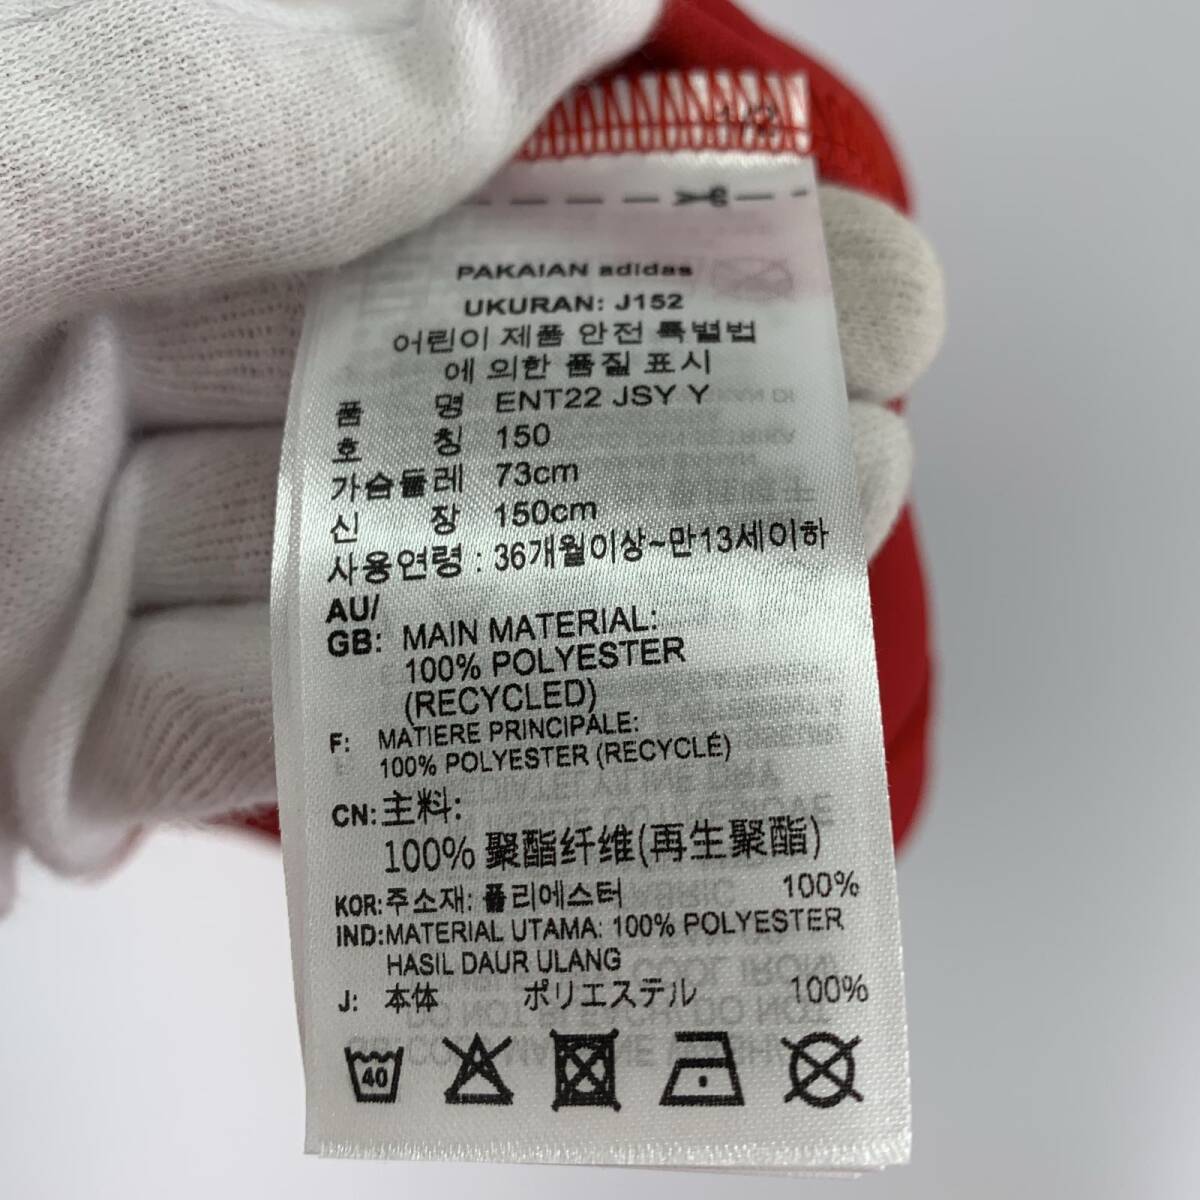 PAKAIAN adidas
UKURAN: J152
어린이 제품 안전 특별법
에 의한 품질 표시
품 명 ENT22 JSY Y
호 칭 150
가슴둘레 73cm
신 장 150cm
사용연령 : 36개월이상~만13세이하
AU/
GB: MAIN MATERIAL:
100% POLYESTER
(RECYCLED)
F: MATIERE PRINCIPALE:
100% POLYESTER (RECYCLÉ)
CN: 主料:
100% 聚酯纤维(再生聚酯)
KOR: 주소재: 폴리에스터 100%
IND: MATERIAL UTAMA: 100% POLYESTER
HASIL DAUR ULANG
J: 本体 ポリエステル 100%
40